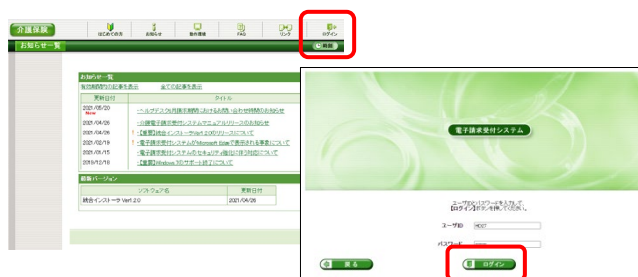 介護保険
はじめての方
お知らせ
動作環境
FAQ
リンク
ログイン
お知らせ一覧
時刻
お知らせ一覧
有効期間内の記事を表示 全ての記事を表示
更新日付 タイトル
2021/05/20 ・ヘルプデスク6月請求期間におけるお問い合わせ時間のお知らせ
New
2021/04/26 ・介護電子請求受付システムマニュアルリリースのお知らせ
2021/04/26 ! ・【重要】統合インストーラVer1.2.0のリリースについて
2021/02/19 ! ・電子請求受付システムがMicrosoft Edgeで表示される事象について
2021/01/25 ・電子請求受付システムのセキュリティ強化に伴う対応について
2019/12/18 ・【重要】Windows 7のサポート終了について
最新バージョン
ソフトウェア名 更新日付
統合インストーラ Ver1.2.0 2021/04/26
電子請求受付システム
ユーザIDとパスワードを入力して、
【ログイン】ボタンを押してください。
ユーザID HD27
パスワード
戻る
ログイン